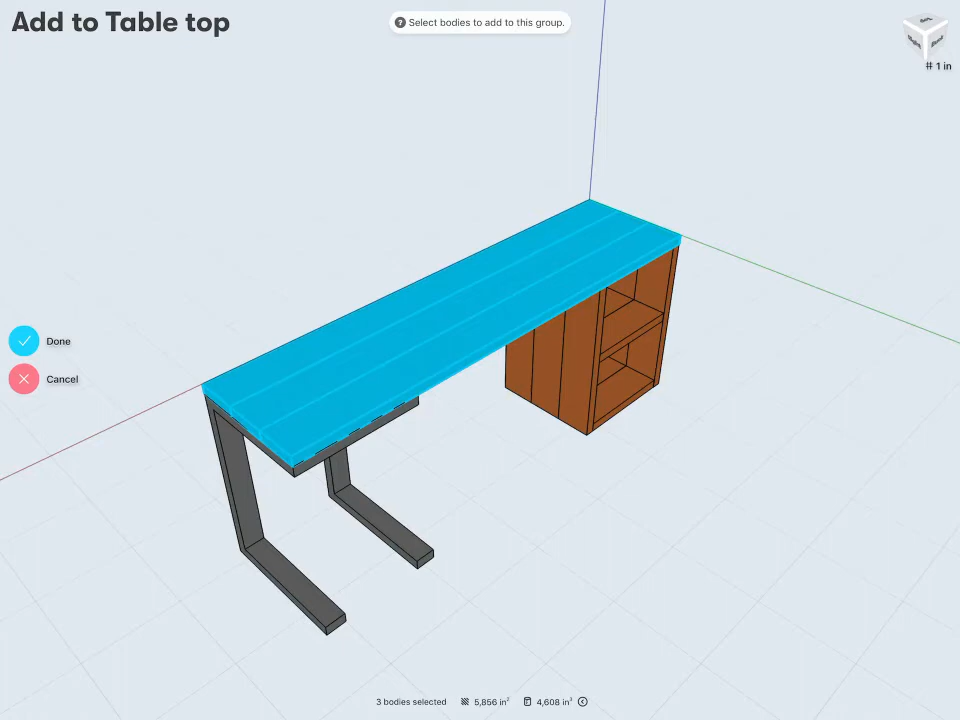 Add to Table top
? Select bodies to add to this group.
# 1 in
Done
Cancel
3 bodies selected 5,856 in² 4,608 in³